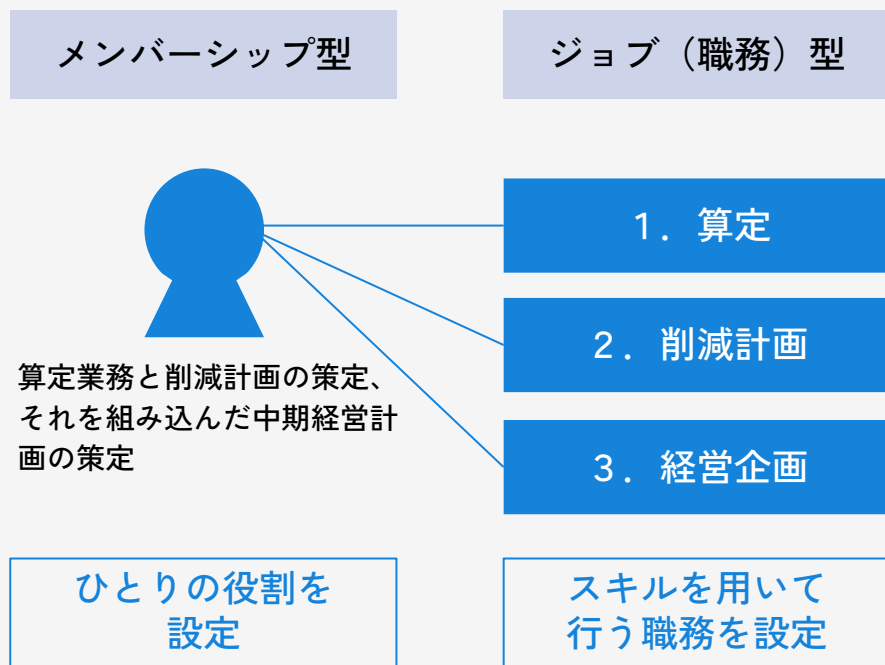 メンバーシップ型
ジョブ（職務）型
算定業務と削減計画の策定、
それを組み込んだ中期経営計
画の策定
１．算定
２．削減計画
３．経営企画
ひとりの役割を
設定
スキルを用いて
行う職務を設定